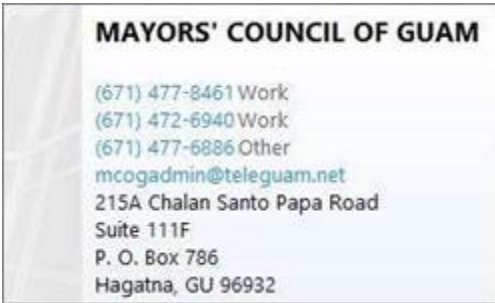 MAYORS' COUNCIL OF GUAM
(671) 477-8461 Work
(671) 472-6940 Work
(671) 477-6886 Other
mcogadmin@teleguam.net
215A Chalan Santo Papa Road
Suite 111F
P. O. Box 786
Hagatna, GU 96932